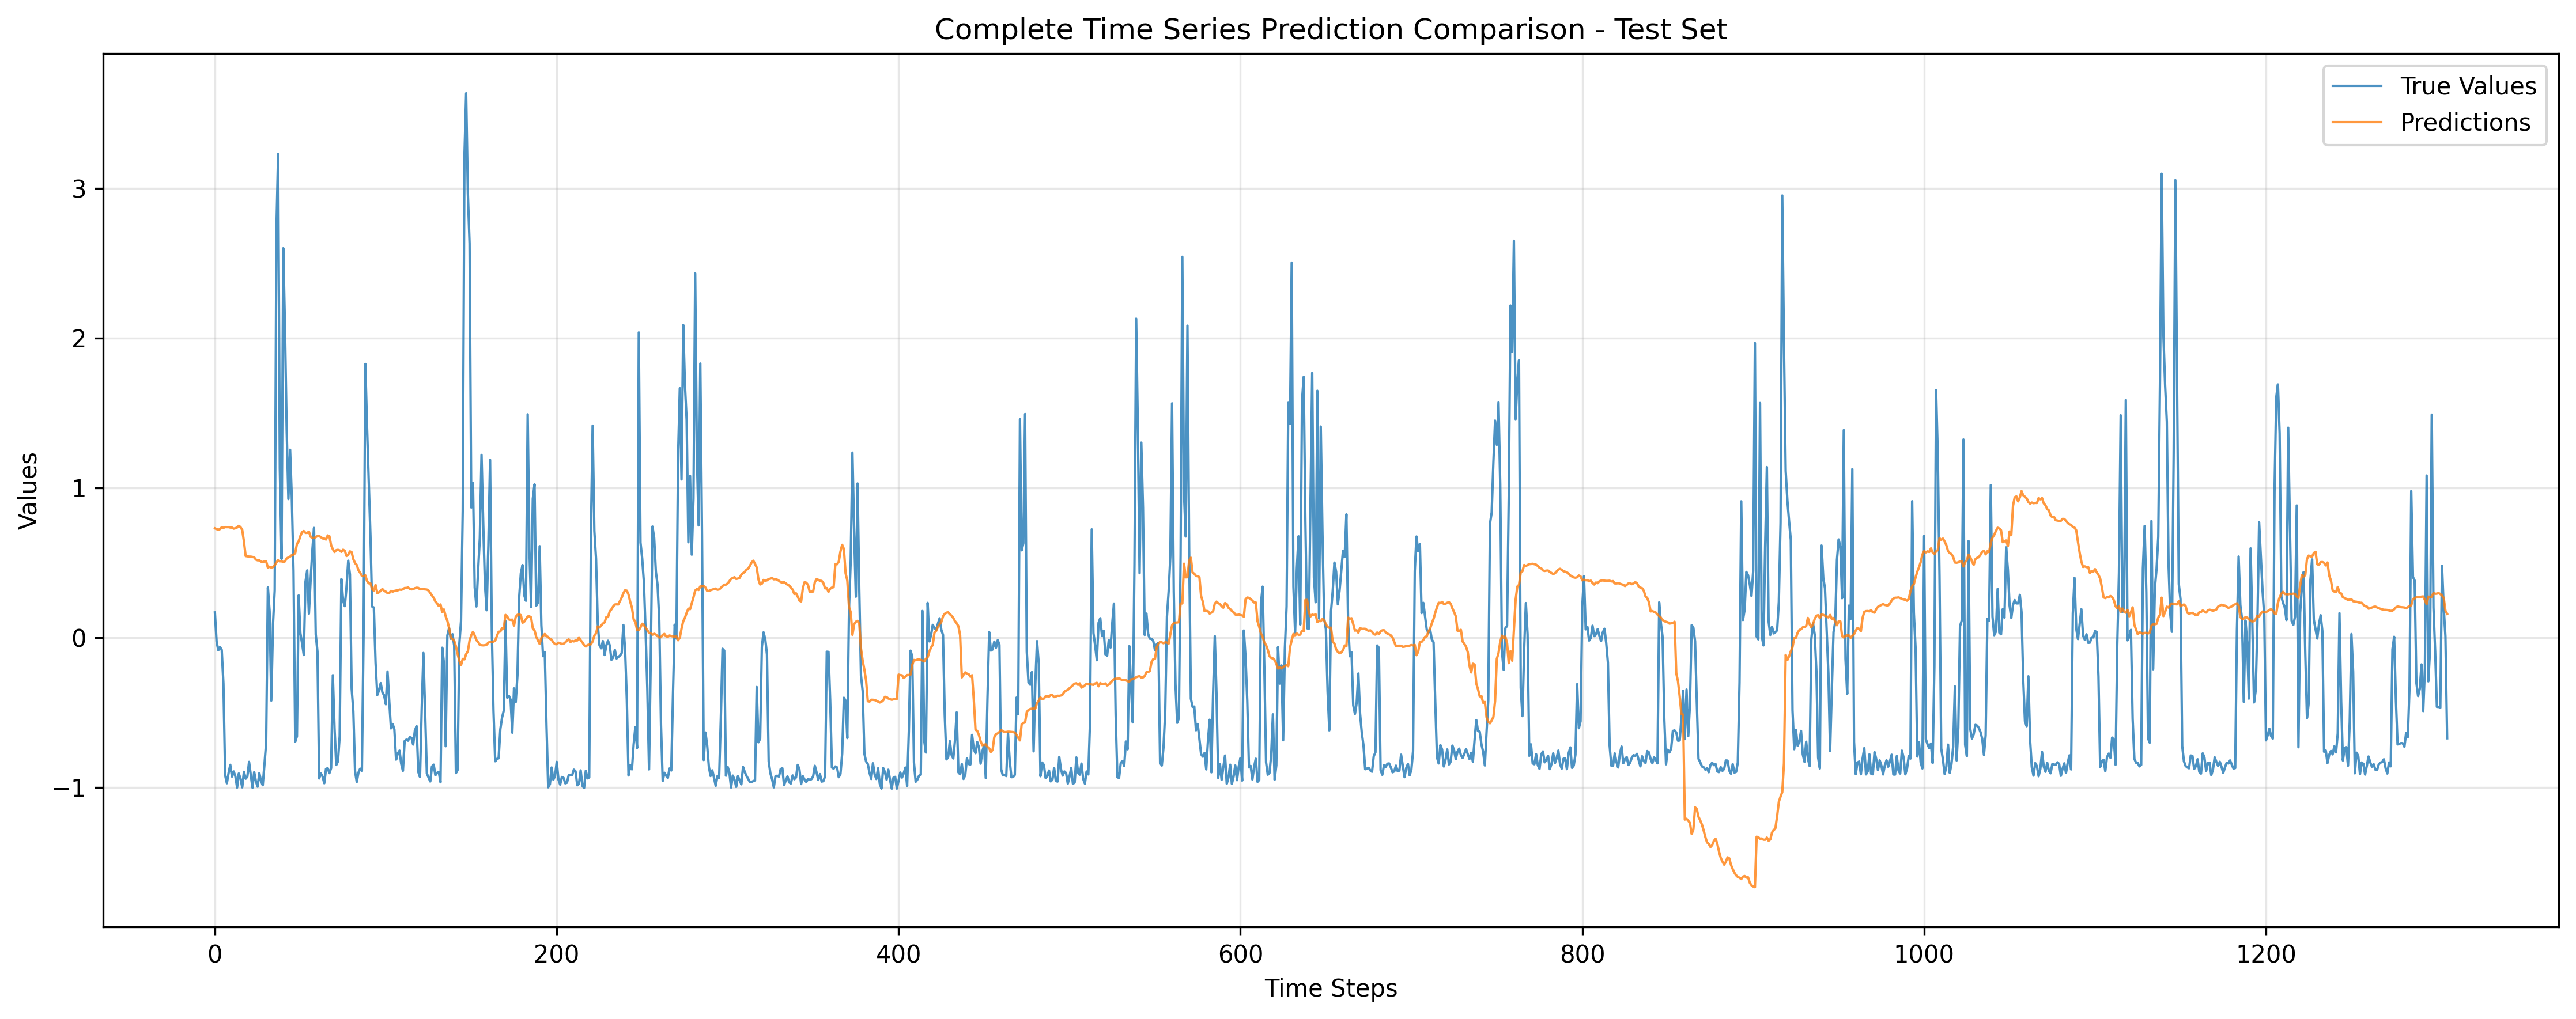 Complete Time Series Prediction Comparison - Test Set
True Values
Predictions
Values
3
2
1
0
−1
0
200
400
600
800
1000
1200
Time Steps